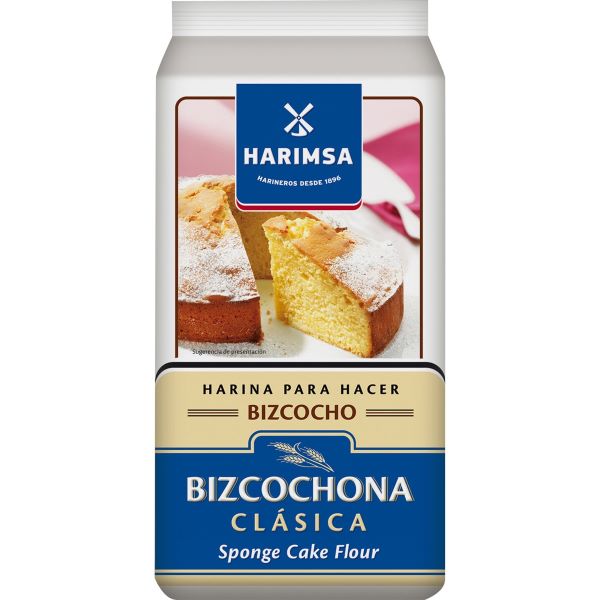 HARIMSA
HARINEROS DESDE 1896
Sugerencia de presentación
HARINA PARA HACER
BIZCOCHO
BIZCOCHONA
CLÁSICA
Sponge Cake Flour